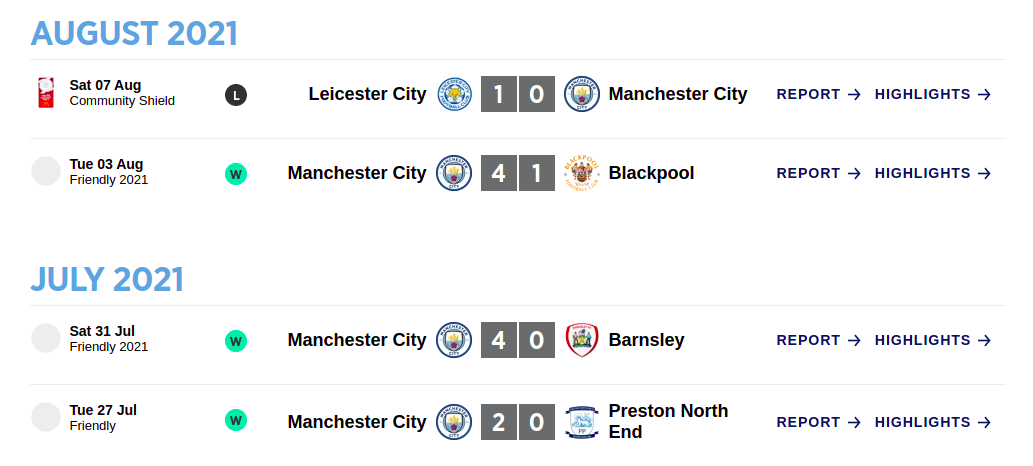 AUGUST 2021
Sat 07 Aug
Community Shield
L
Leicester City
1 0
Manchester City
REPORT → HIGHLIGHTS →
Tue 03 Aug
Friendly 2021
W
Manchester City
4 1
Blackpool
REPORT → HIGHLIGHTS →
JULY 2021
Sat 31 Jul
Friendly 2021
W
Manchester City
4 0
Barnsley
REPORT → HIGHLIGHTS →
Tue 27 Jul
Friendly
W
Manchester City
2 0
Preston North
End
REPORT → HIGHLIGHTS →